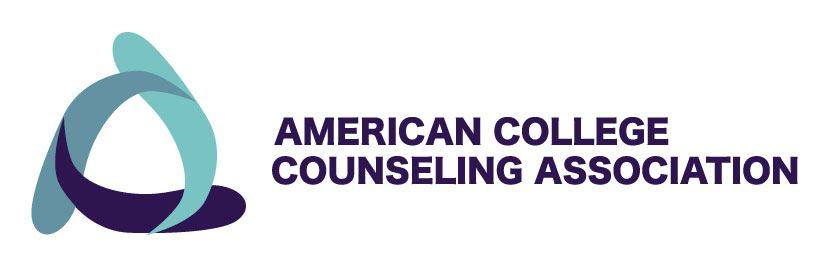 AMERICAN COLLEGE
COUNSELING ASSOCIATION